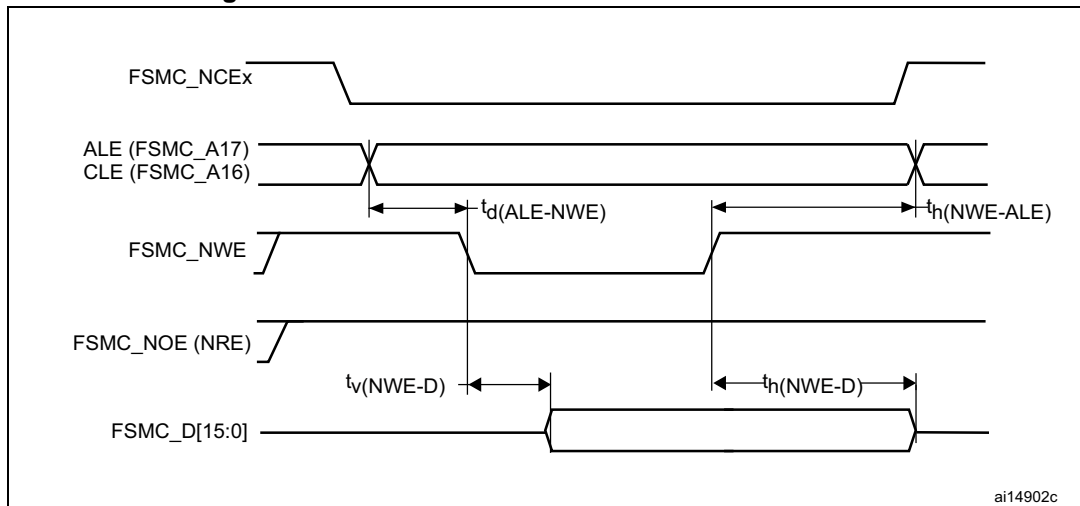 FSMC_NCEx
ALE (FSMC_A17)
CLE (FSMC_A16)
td(ALE-NWE)
th(NWE-ALE)
FSMC_NWE
FSMC_NOE (NRE)
tv(NWE-D)
th(NWE-D)
FSMC_D[15:0]
ai14902c